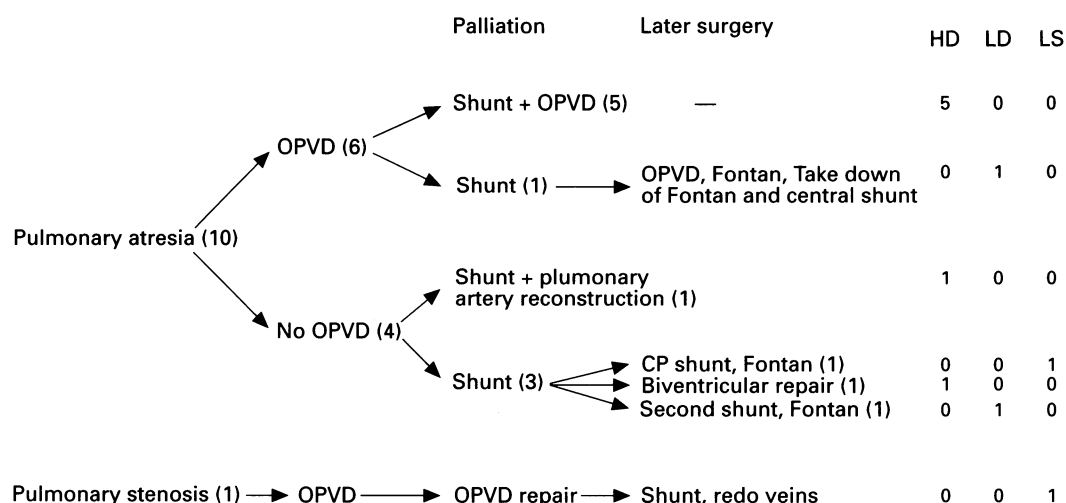 Palliation Later surgery HD LD LS
Shunt + OPVD (5) — 5 0 0
OPVD (6)
Shunt (1) OPVD, Fontan, Take down 0 1 0
of Fontan and central shunt
Pulmonary atresia (10)
Shunt + plumonary 1 0 0
artery reconstruction (1)
No OPVD (4)
CP shunt, Fontan (1) 0 0 1
Shunt (3) Biventricular repair (1) 1 0 0
Second shunt, Fontan (1) 0 1 0
Pulmonary stenosis (1) OPVD OPVD repair Shunt, redo veins 0 0 1